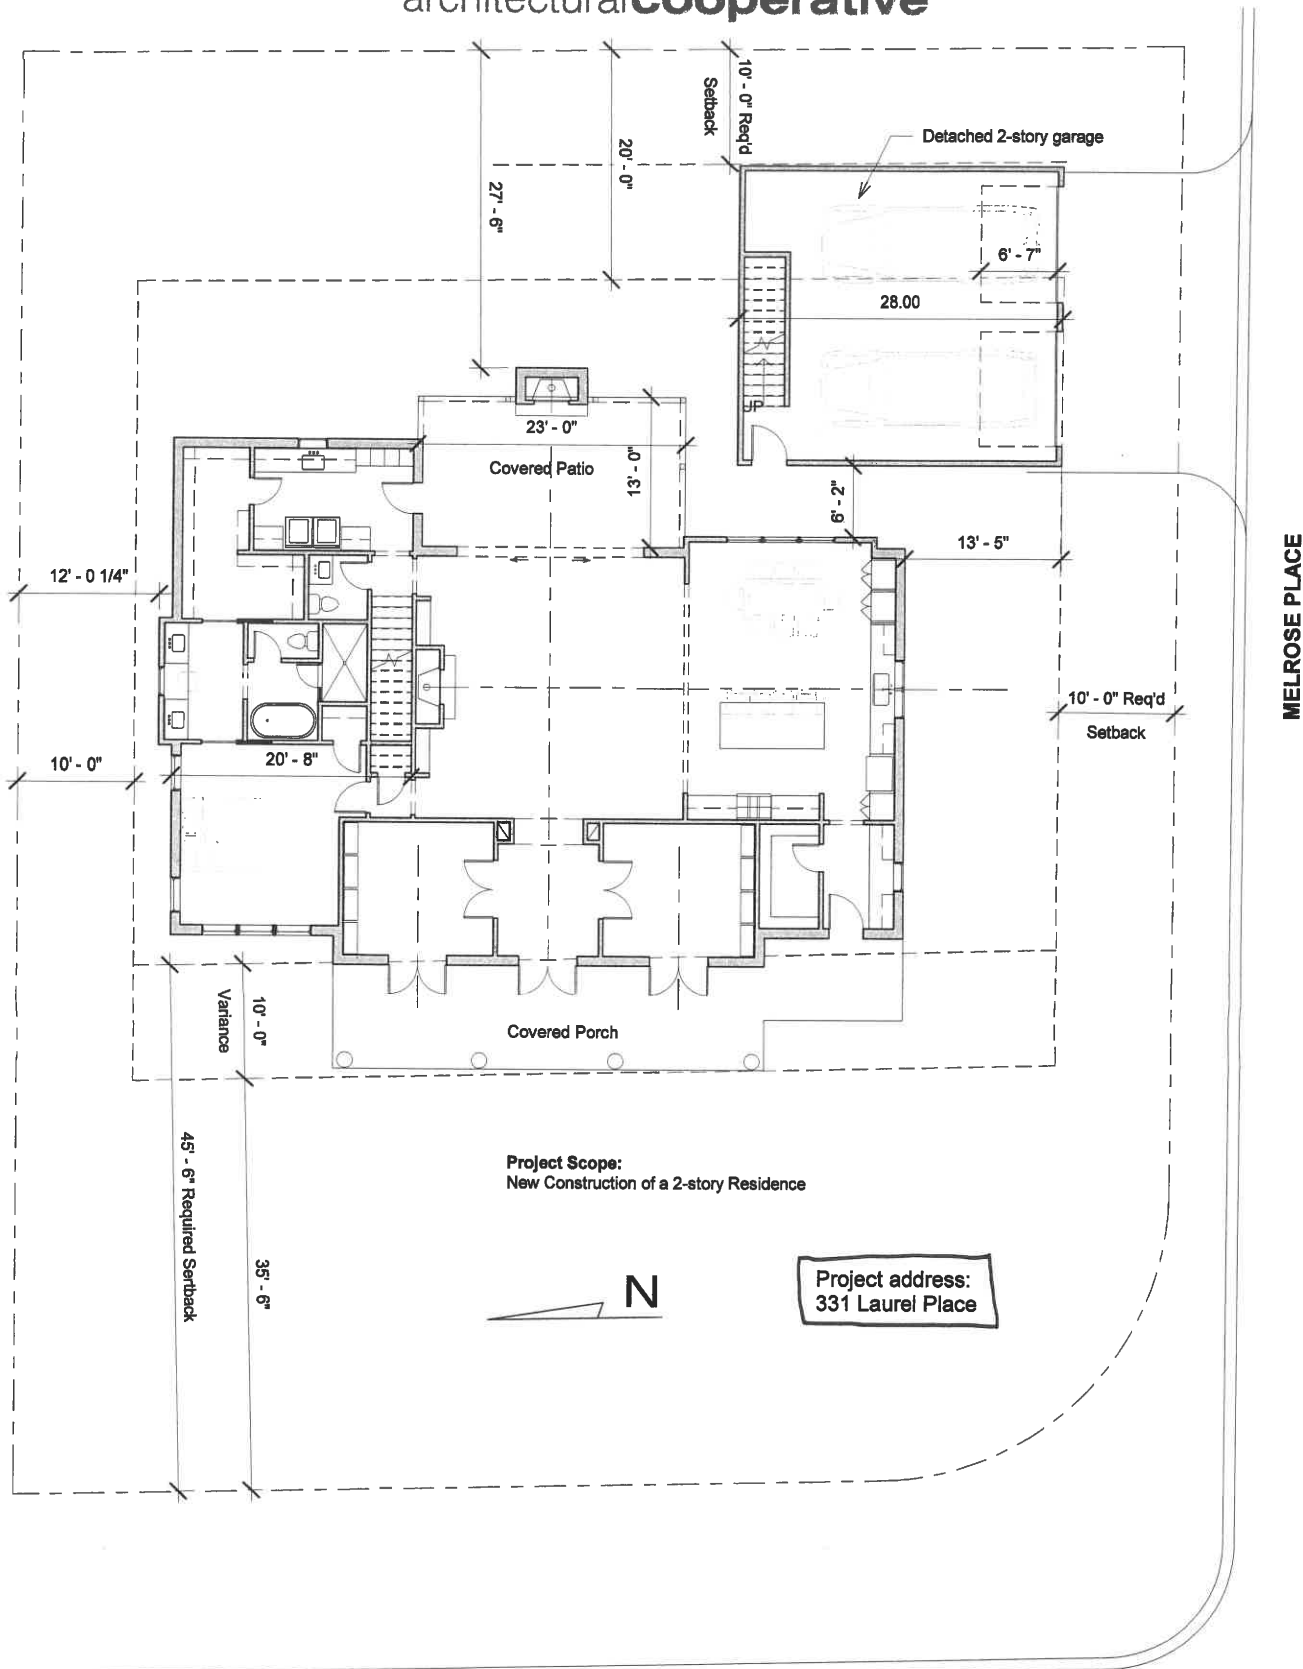 architecturalcooperative
10' - 0" Req'd
Setback
20' - 0"
27' - 6"
Detached 2-story garage
6' - 7"
28.00
UP
23' - 0"
Covered Patio
13' - 0"
6' - 2"
13' - 5"
12' - 0 1/4"
MELROSE PLACE
10' - 0" Req'd
Setback
10' - 0"
20' - 8"
10' - 0"
Variance
Covered Porch
45' - 6" Required Sertback
35' - 6"
Project Scope:
New Construction of a 2-story Residence
N
Project address:
331 Laurel Place